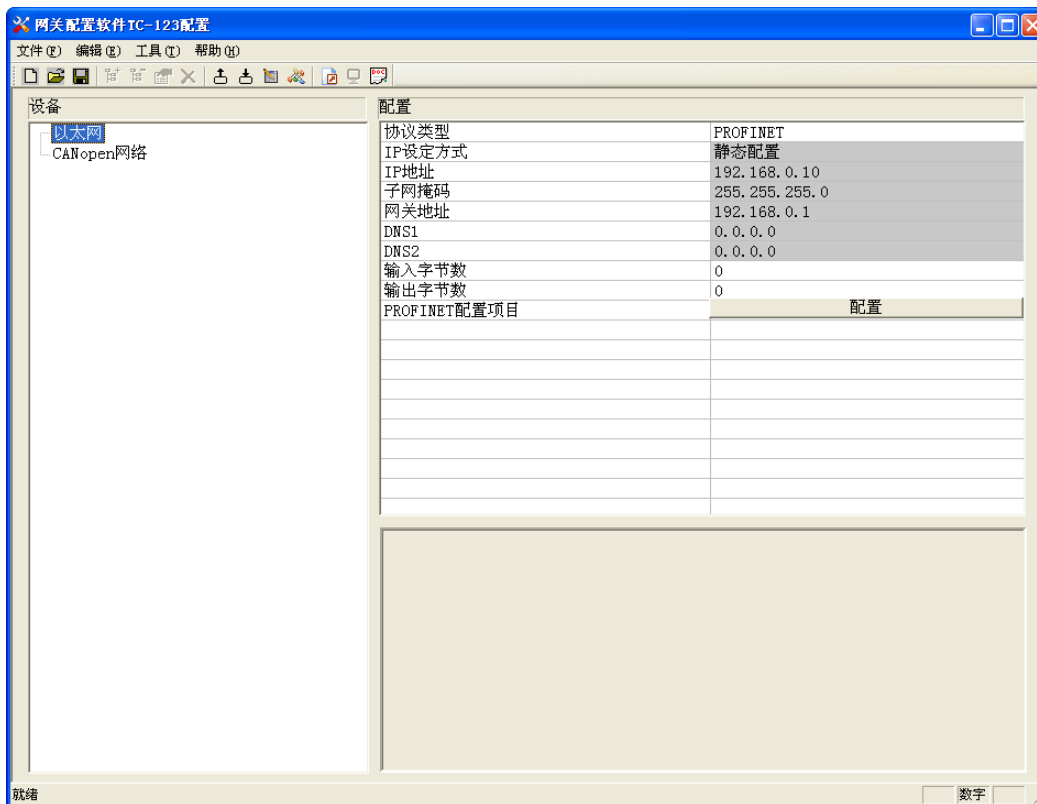 网关配置软件TC-123配置
文件(F) 编辑(E) 工具(T) 帮助(H)
设备
以太网
CANopen网络
配置
协议类型 PROFINET
IP设定方式 静态配置
IP地址 192.168.0.10
子网掩码 255.255.255.0
网关地址 192.168.0.1
DNS1 0.0.0.0
DNS2 0.0.0.0
输入字节数 0
输出字节数 0
PROFINET配置项目 配置
就绪 数字